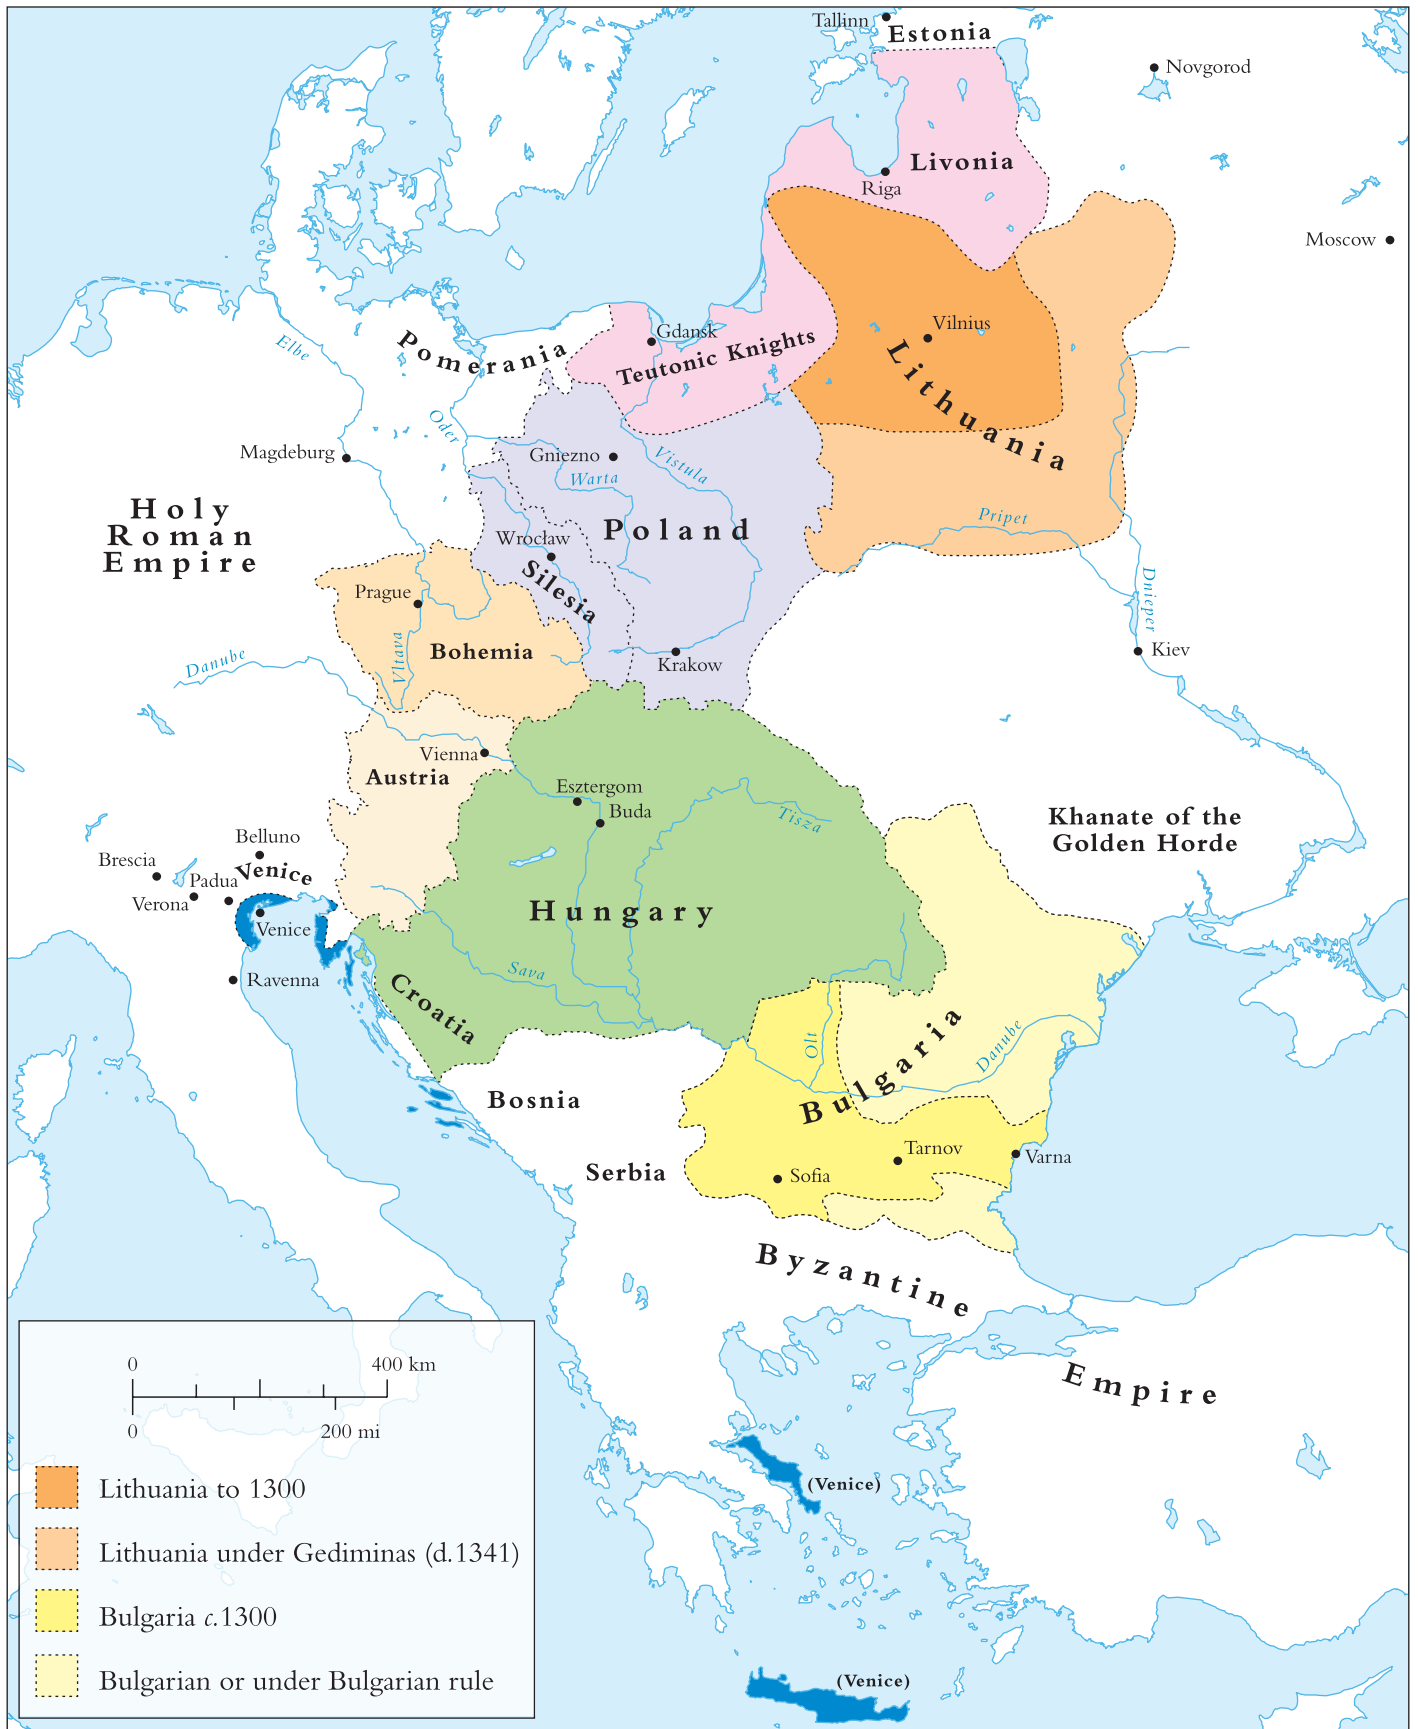 Tallinn
Estonia
Novgorod
Livonia
Riga
Moscow
Vilnius
Lithuania
Gdansk
Teutonic Knights
Pomerania
Elbe
Oder
Magdeburg
Gniezno
Warta
Vistula
Holy
Roman
Empire
Poland
Pripet
Wrocław
Silesia
Dnieper
Prague
Bohemia
Vltava
Danube
Krakow
Kiev
Vienna
Austria
Esztergom
Buda
Tisza
Khanate of the
Golden Horde
Belluno
Brescia
Venice
Padua
Verona
Venice
Hungary
Ravenna
Sava
Croatia
Olt
Danube
Bulgaria
Bosnia
Serbia
Tarnov
Varna
Sofia
Byzantine
Empire
(Venice)
(Venice)
0 400 km
0 200 mi
Lithuania to 1300
Lithuania under Gediminas (d.1341)
Bulgaria c.1300
Bulgarian or under Bulgarian rule